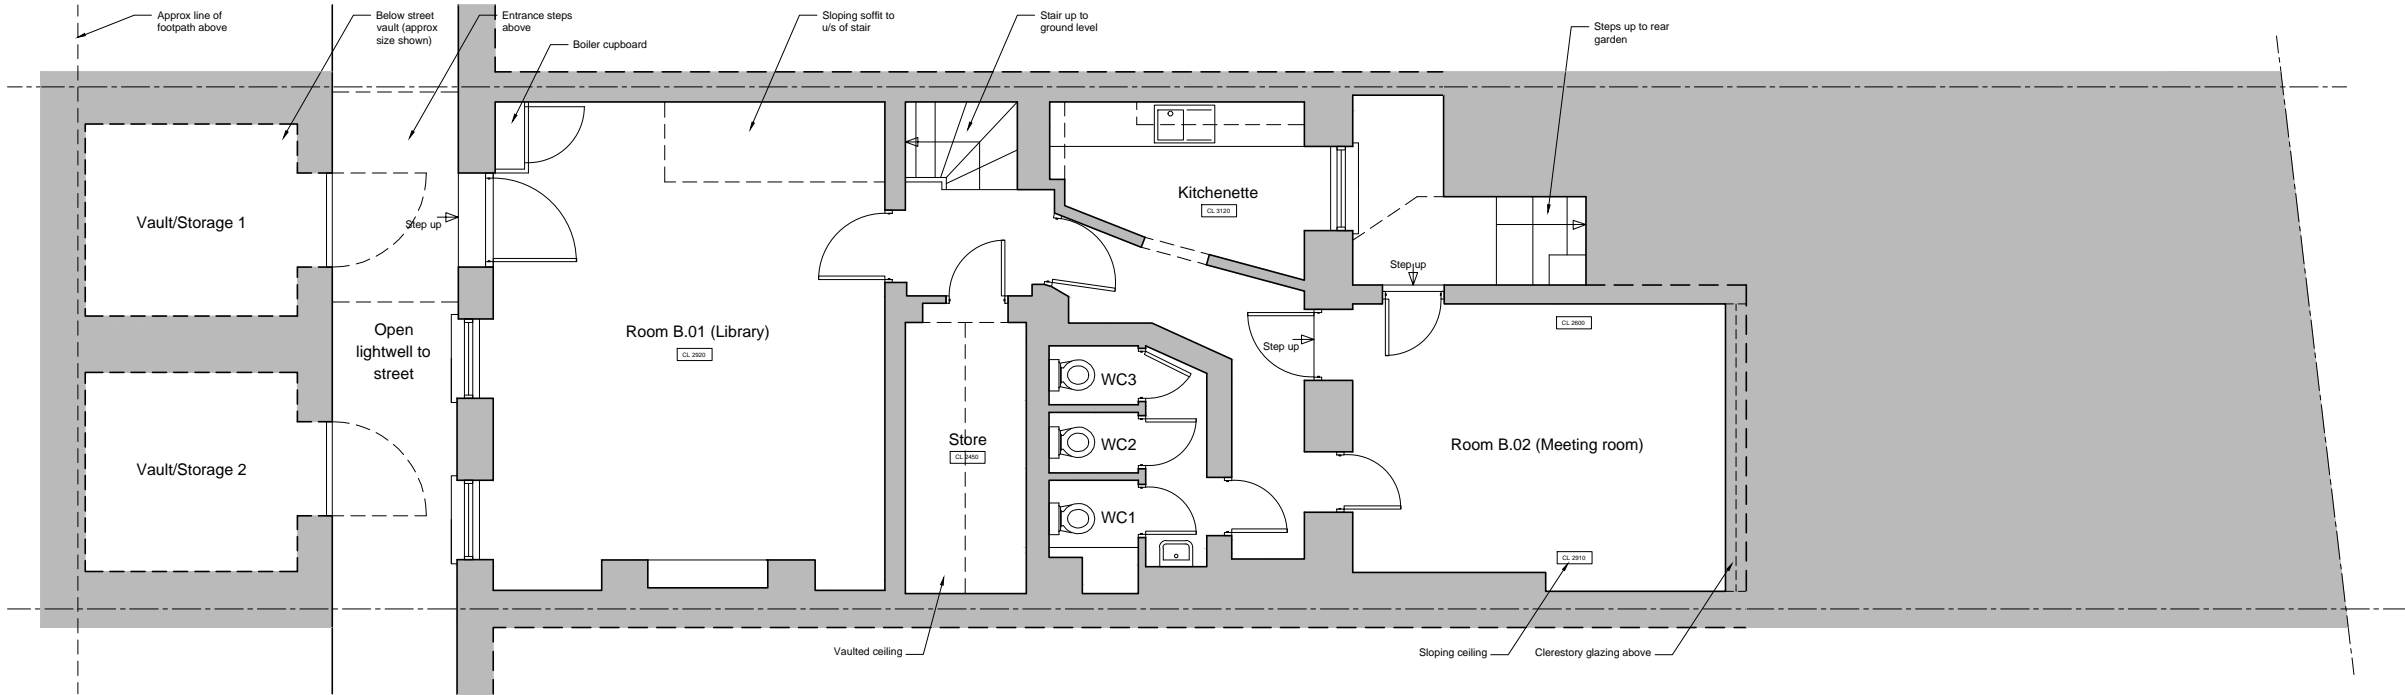 Approx line of
footpath above
Below street
vault (approx
size shown)
Entrance steps
above
Boiler cupboard
Sloping soffit to
u/s of stair
Stair up to
ground level
Steps up to rear
garden
Vault/Storage 1
Step up
Kitchenette
CL 3120
Step up
Open
lightwell to
street
Room B.01 (Library)
CL 2920
Step up
CL 2600
WC3
WC2
WC1
Store
CL 2450
Vault/Storage 2
Room B.02 (Meeting room)
CL 2910
Vaulted ceiling
Sloping ceiling
Clerestory glazing above